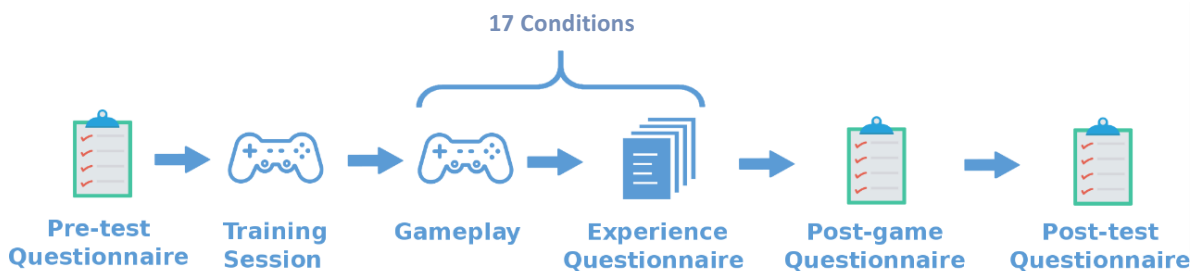 17 Conditions
Pre-test
Questionnaire
Training
Session
Gameplay
Experience
Questionnaire
Post-game
Questionnaire
Post-test
Questionnaire